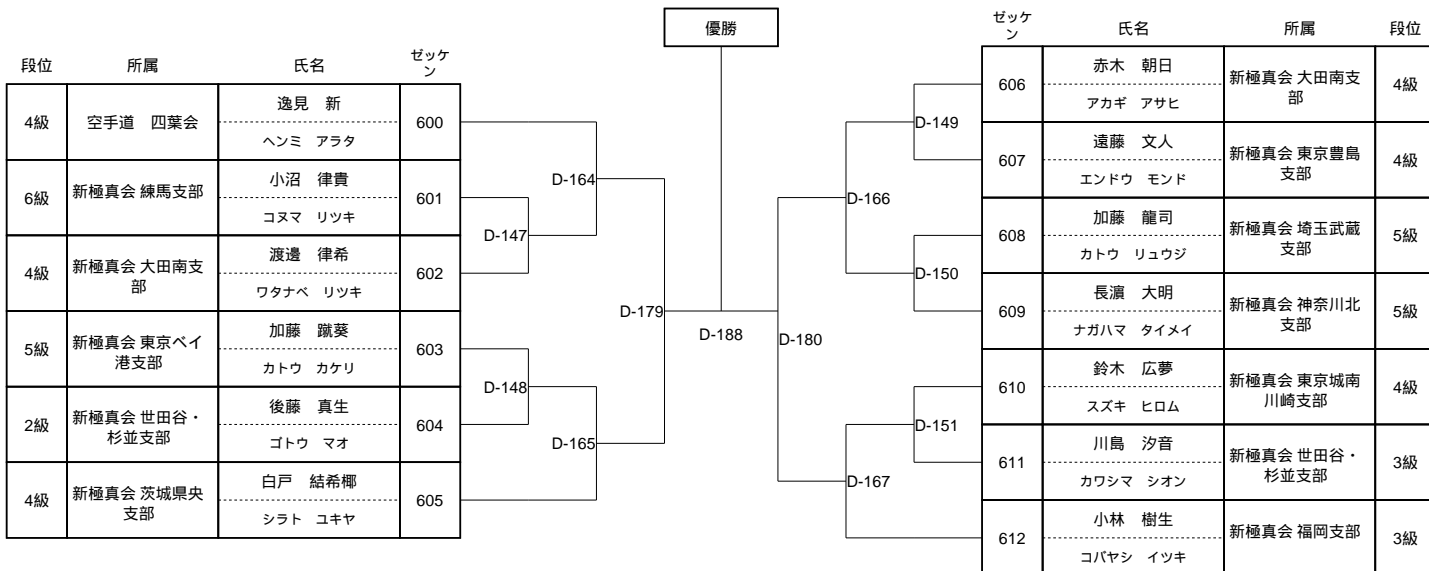 優勝
段位 所属 氏名 ゼッケ
ン
4級 空手道 四葉会 逸見 新 600
ヘンミ アラタ
6級 新極真会 練馬支部 小沼 律貴 601
コヌマ リツキ
4級 新極真会 大田南支
部 渡邊 律希 602
ワタナベ リツキ
5級 新極真会 東京ベイ
港支部 加藤 蹴葵 603
カトウ カケリ
2級 新極真会 世田谷・
杉並支部 後藤 真生 604
ゴトウ マオ
4級 新極真会 茨城県央
支部 白戸 結希椰 605
シラト ユキヤ
D-164
D-147
D-179
D-148
D-165
D-188
D-149
D-166
D-150
D-180
D-151
D-167
ゼッケ
ン 氏名 所属 段位
606 赤木 朝日 新極真会 大田南支
部 4級
アカギ アサヒ
607 遠藤 文人 新極真会 東京豊島
支部 4級
エンドウ モンド
608 加藤 龍司 新極真会 埼玉武蔵
支部 5級
カトウ リュウジ
609 長濵 大明 新極真会 神奈川北
支部 5級
ナガハマ タイメイ
610 鈴木 広夢 新極真会 東京城南
川崎支部 4級
スズキ ヒロム
611 川島 汐音 新極真会 世田谷・
杉並支部 3級
カワシマ シオン
612 小林 樹生 新極真会 福岡支部 3級
コバヤシ イツキ